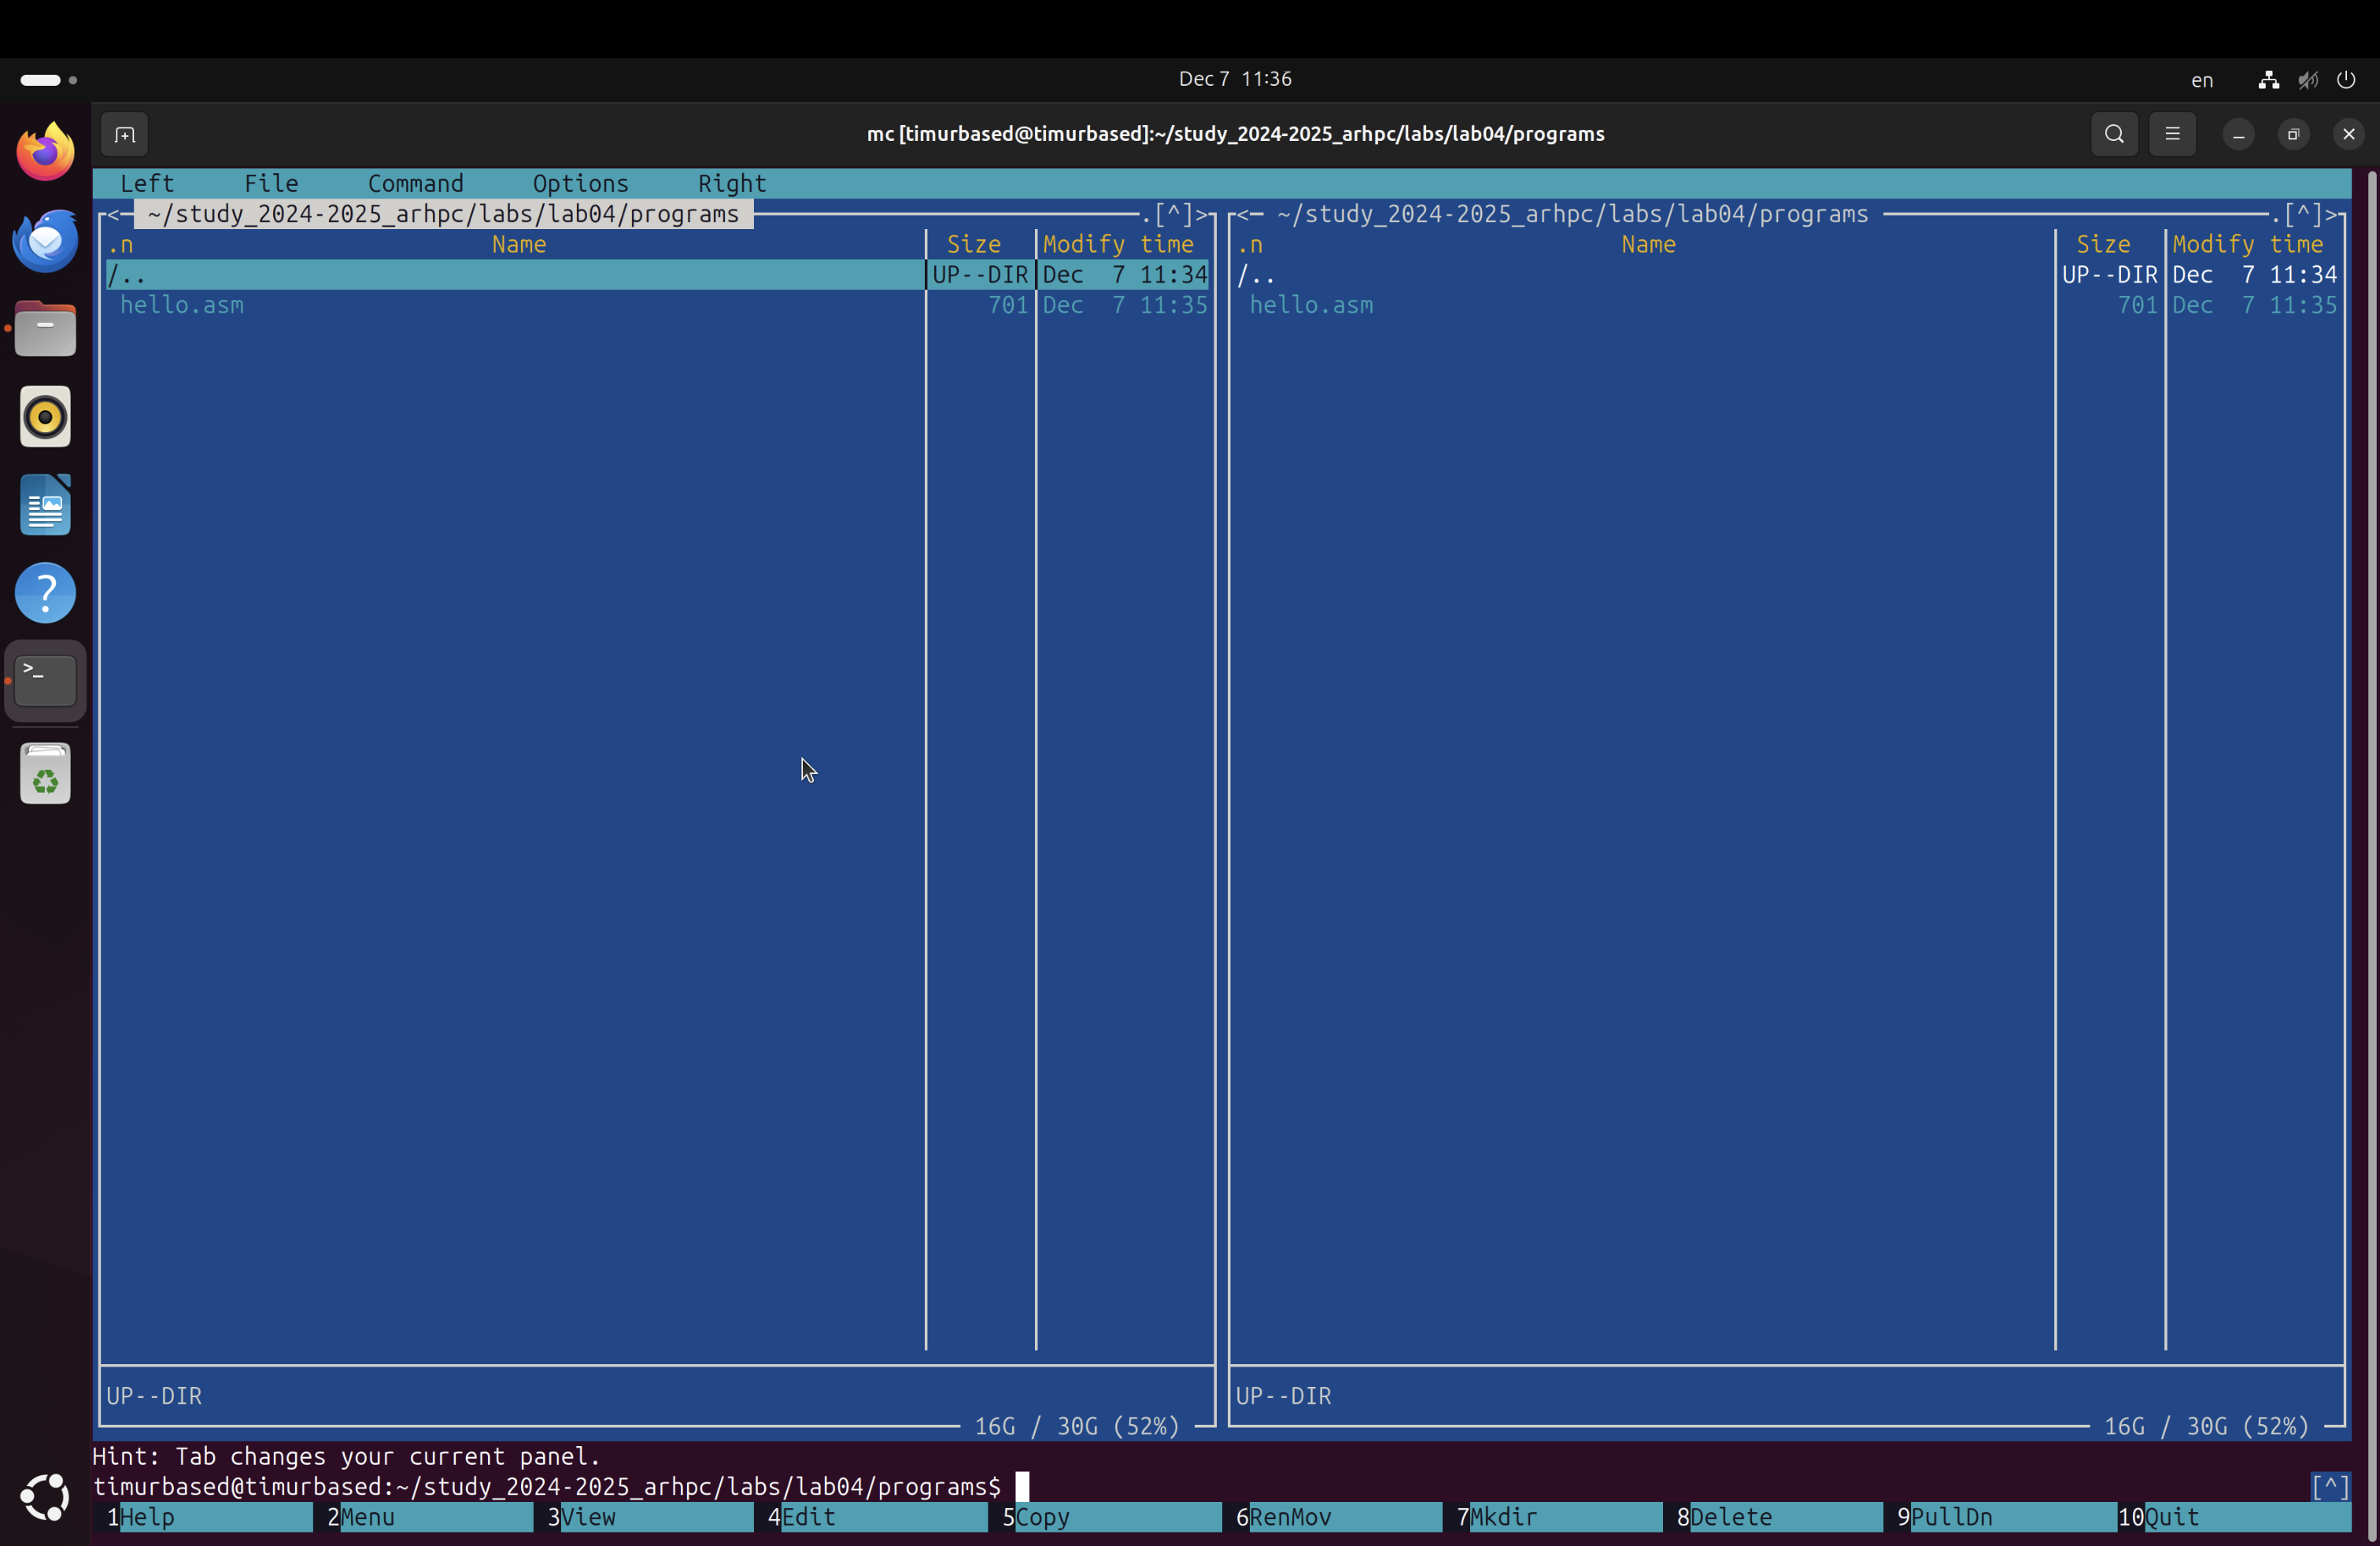 Dec 7 11:36
en
mc [timurbased@timurbased]:~/study_2024-2025_arhpc/labs/lab04/programs
Left File Command Options Right
<─ ~/study_2024-2025_arhpc/labs/lab04/programs ─.[^]> <─ ~/study_2024-2025_arhpc/labs/lab04/programs ─.[^]>
.n Name Size Modify time .n Name Size Modify time
/.. UP--DIR Dec 7 11:34 /.. UP--DIR Dec 7 11:34
hello.asm 701 Dec 7 11:35 hello.asm 701 Dec 7 11:35
UP--DIR UP--DIR
16G / 30G (52%) 16G / 30G (52%)
Hint: Tab changes your current panel.
timurbased@timurbased:~/study_2024-2025_arhpc/labs/lab04/programs$ [^]
1Help 2Menu 3View 4Edit 5Copy 6RenMov 7Mkdir 8Delete 9PullDn 10Quit